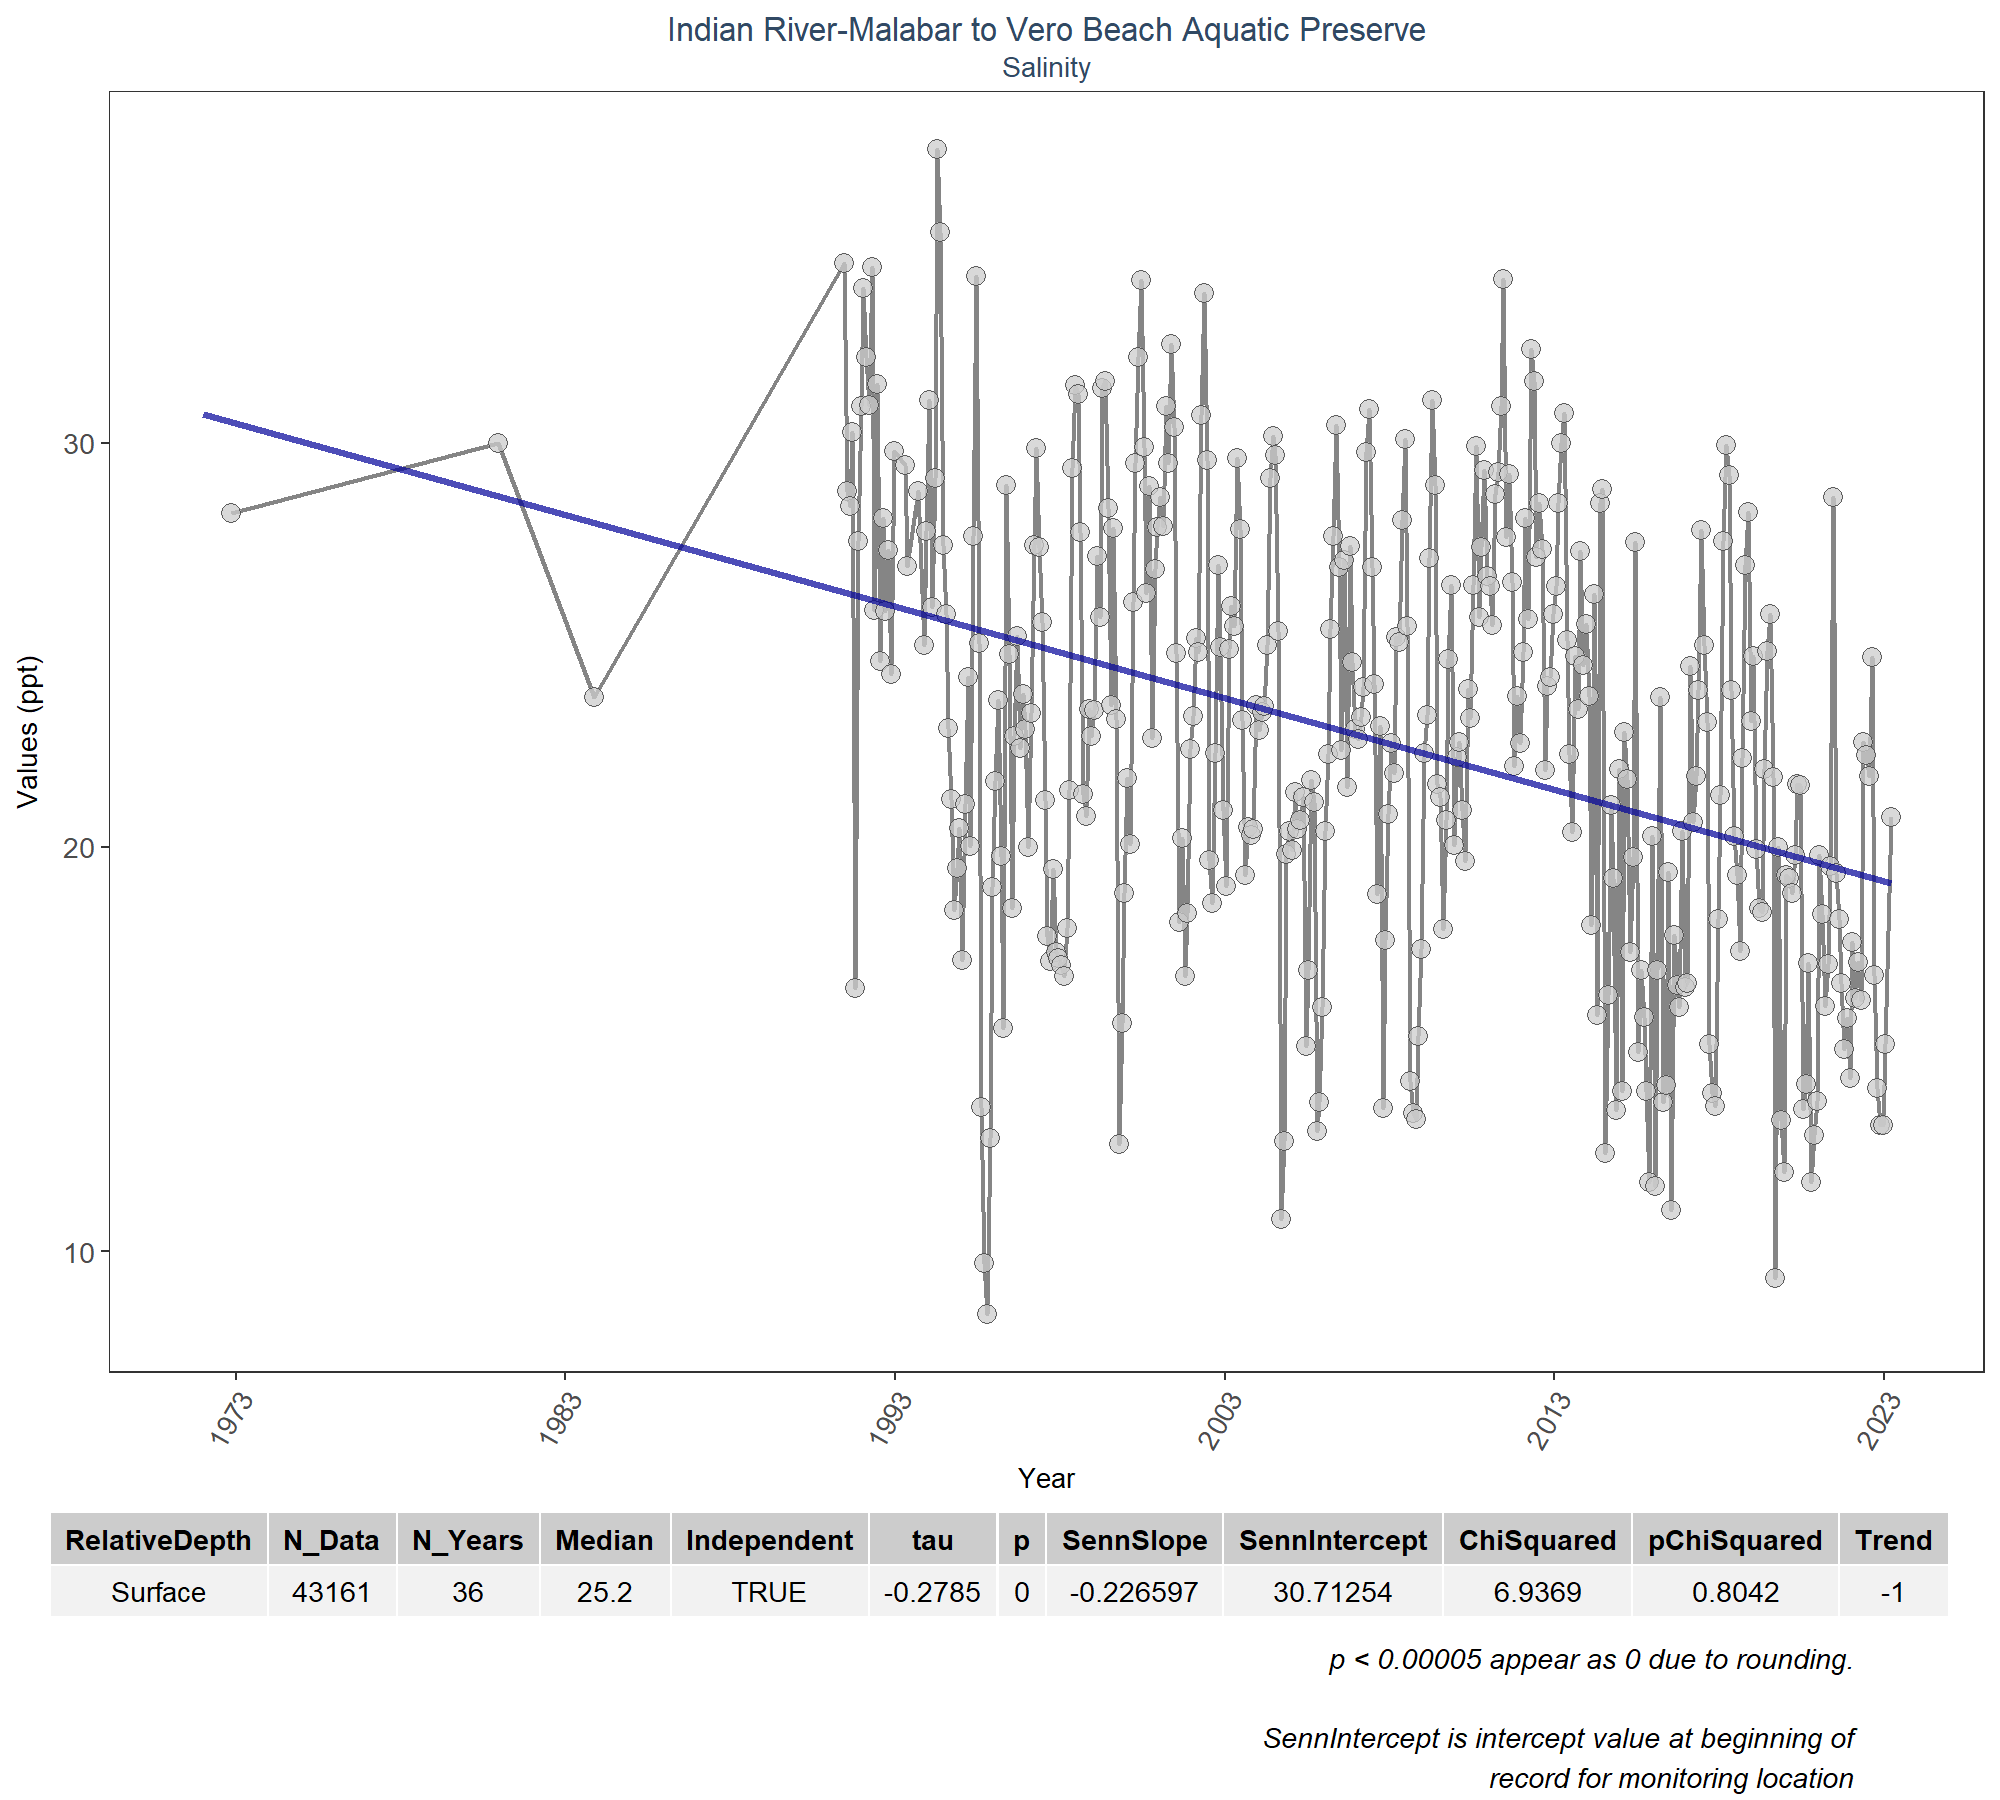 Indian River-Malabar to Vero Beach Aquatic Preserve
Salinity
Values (ppt)
30
20
10
1973 1983 1993 2003 2013 2023
Year
RelativeDepth N_Data N_Years Median Independent tau p SennSlope SennIntercept ChiSquared pChiSquared Trend
Surface 43161 36 25.2 TRUE -0.2785 0 -0.226597 30.71254 6.9369 0.8042 -1
p < 0.00005 appear as 0 due to rounding.
SennIntercept is intercept value at beginning of
record for monitoring location